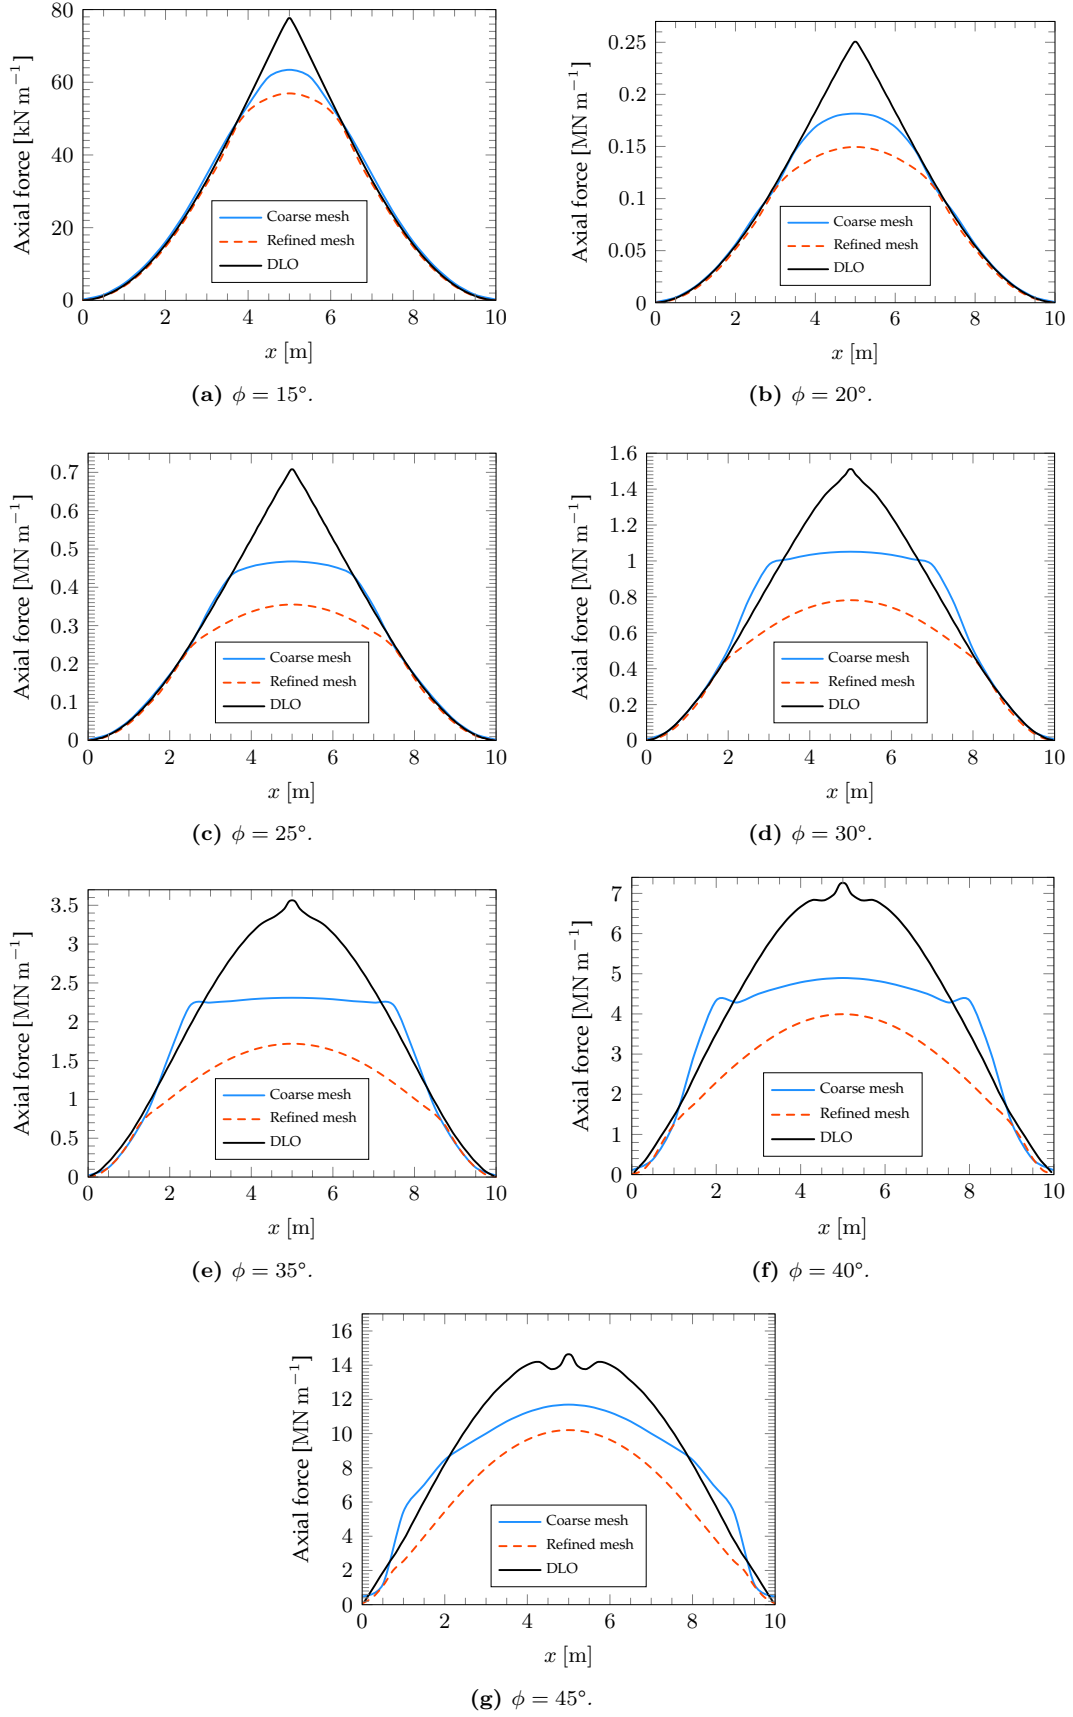 80
60
40
20
0
0 2 4 6 8 10
Axial force [kN m−1]
x [m]
Coarse mesh
Refined mesh
DLO
(a) ϕ = 15°.
0.25
0.2
0.15
0.1
0.05
0
0 2 4 6 8 10
Axial force [MN m−1]
x [m]
Coarse mesh
Refined mesh
DLO
(b) ϕ = 20°.
0.7
0.6
0.5
0.4
0.3
0.2
0.1
0
0 2 4 6 8 10
Axial force [MN m−1]
x [m]
Coarse mesh
Refined mesh
DLO
(c) ϕ = 25°.
1.6
1.4
1.2
1
0.8
0.6
0.4
0.2
0
0 2 4 6 8 10
Axial force [MN m−1]
x [m]
Coarse mesh
Refined mesh
DLO
(d) ϕ = 30°.
3.5
3
2.5
2
1.5
1
0.5
0
0 2 4 6 8 10
Axial force [MN m−1]
x [m]
Coarse mesh
Refined mesh
DLO
(e) ϕ = 35°.
7
6
5
4
3
2
1
0
0 2 4 6 8 10
Axial force [MN m−1]
x [m]
Coarse mesh
Refined mesh
DLO
(f) ϕ = 40°.
16
14
12
10
8
6
4
2
0
0 2 4 6 8 10
Axial force [MN m−1]
x [m]
Coarse mesh
Refined mesh
DLO
(g) ϕ = 45°.